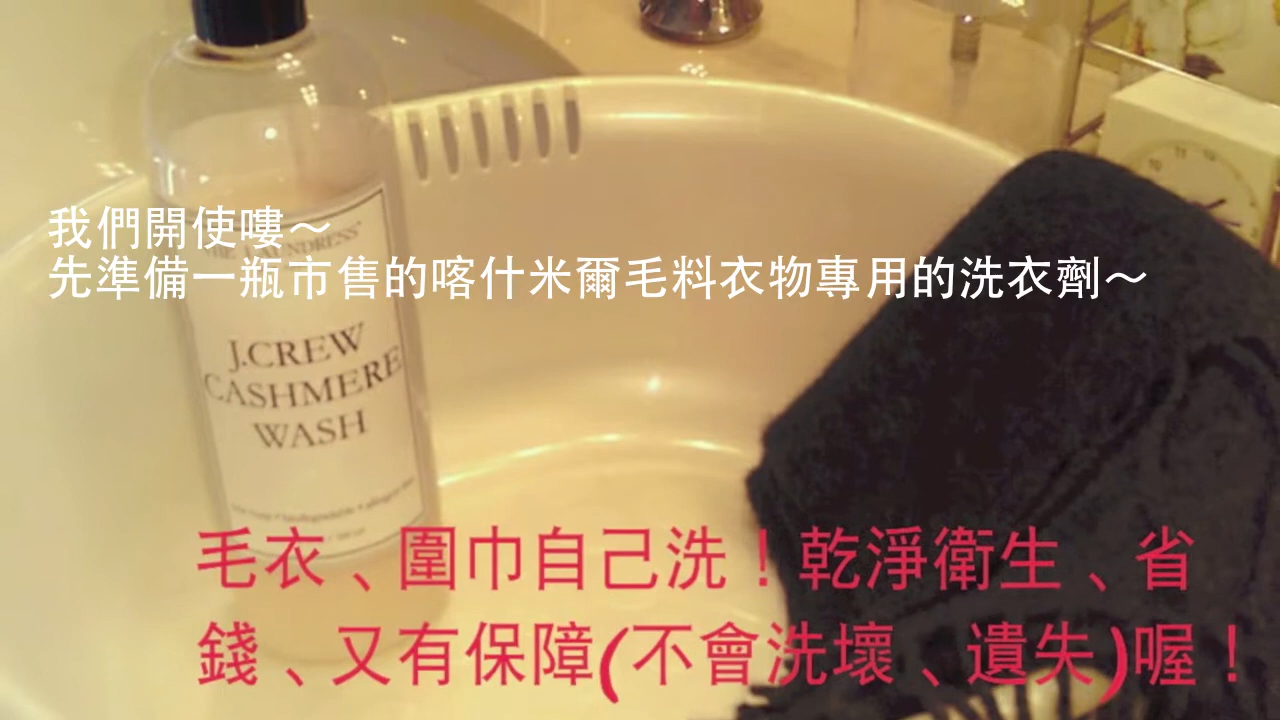 我們開使嘍～
THE LAUNDRESS
先準備一瓶市售的喀什米爾毛料衣物專用的洗衣劑～
J.CREW
CASHMERE
WASH
毛衣、圍巾自己洗！乾淨衛生、省
錢、又有保障(不會洗壞、遺失)喔！